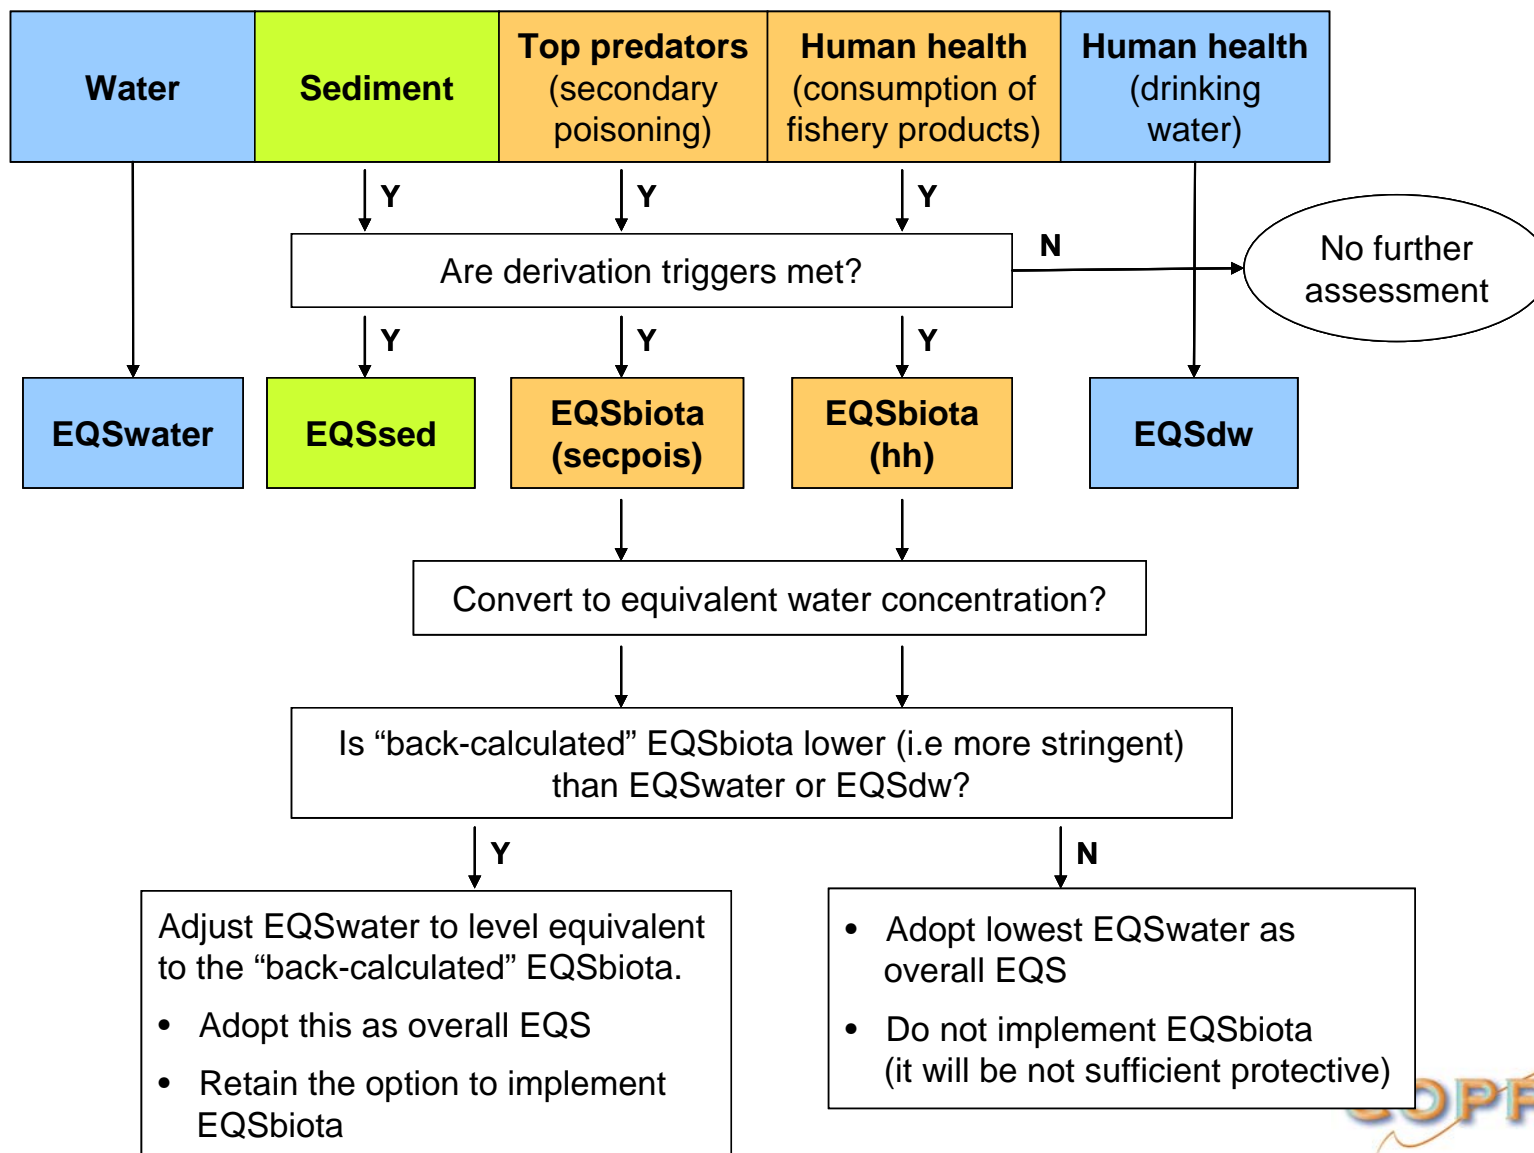 Water
Sediment
Top predators
(secondary
poisoning)
Human health
(consumption of
fishery products)
Human health
(drinking
water)
Y
Y
Y
Are derivation triggers met?
N
No further
assessment
Y
Y
Y
EQSwater
EQSsed
EQSbiota
(secpois)
EQSbiota
(hh)
EQSdw
Convert to equivalent water concentration?
Is “back-calculated” EQSbiota lower (i.e more stringent)
than EQSwater or EQSdw?
Y
N
Adjust EQSwater to level equivalent
to the “back-calculated” EQSbiota.
• Adopt this as overall EQS
• Retain the option to implement
EQSbiota
• Adopt lowest EQSwater as
overall EQS
• Do not implement EQSbiota
(it will be not sufficient protective)